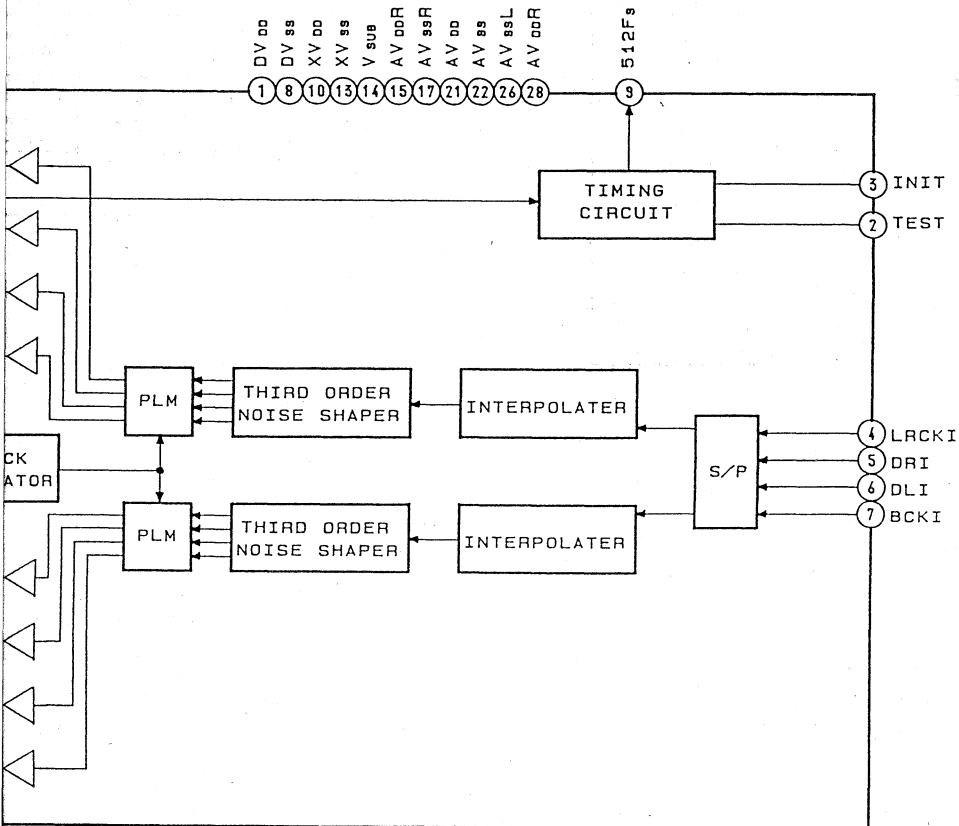 DVDD
DVSS
XVDD
XVSS
VSUB
AVDDR
AVSSR
AVDD
AVSS
AVSSL
AVDDR
512Fs
1 8 10 13 14 15 17 21 22 26 28
9
TIMING
CIRCUIT
3 INIT
2 TEST
PLM
THIRD ORDER
NOISE SHAPER
INTERPOLATER
S/P
4 LRCKI
5 DRI
6 DLI
7 BCKI
CK
ATOR
PLM
THIRD ORDER
NOISE SHAPER
INTERPOLATER